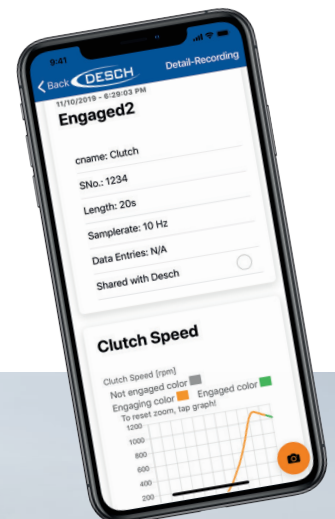 9:41
Back DESCH Detail-Recording
11/10/2019 - 6:29:03 PM
Engaged2
cname: Clutch
SNo.: 1234
Length: 20s
Samplerate: 10 Hz
Data Entries: N/A
Shared with Desch
Clutch Speed
Clutch Speed [rpm]
Not engaged color
Engaging color Engaged color
To reset zoom, tap graph!
1200
1000
800
600
400
200